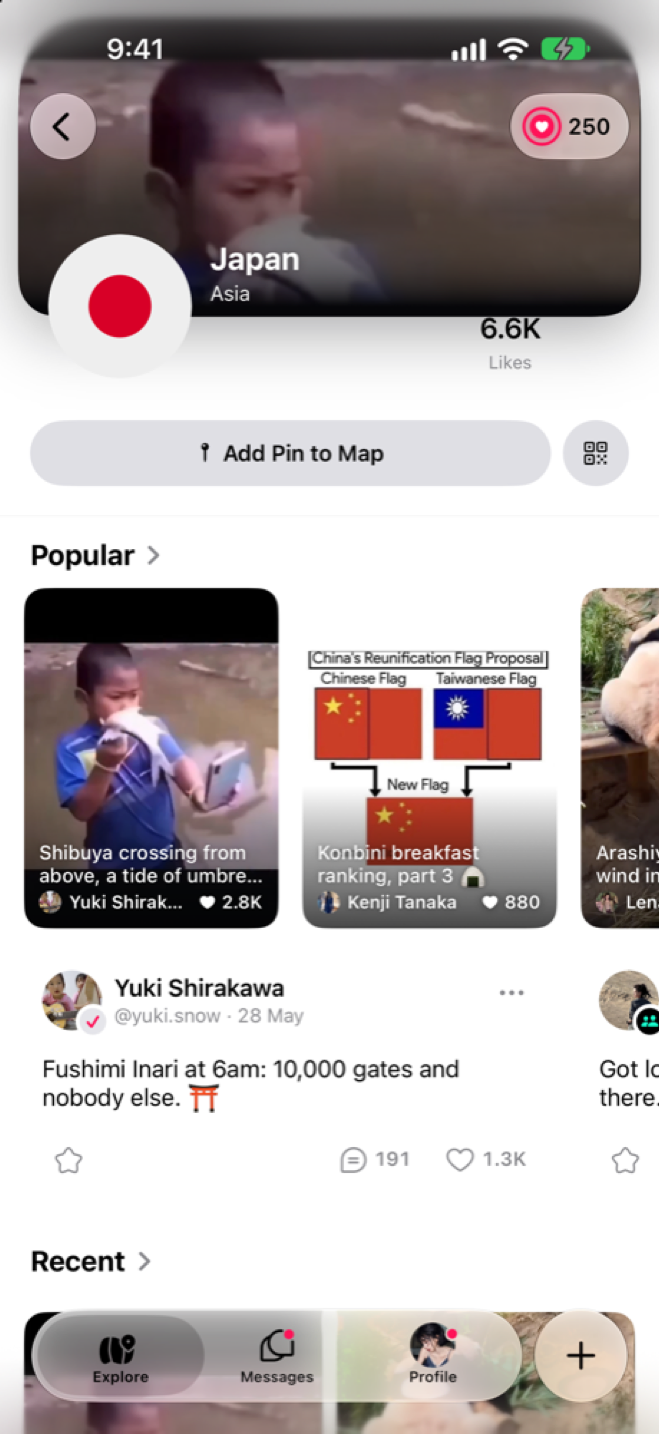 9:41
250
Japan
Asia
6.6K
Likes
Add Pin to Map
Popular
China's Reunification Flag Proposal
Chinese Flag
Taiwanese Flag
New Flag
Shibuya crossing from
above, a tide of umbre...
Yuki Shirak...
2.8K
Konbini breakfast
ranking, part 3 🍙
Kenji Tanaka
880
Arashiy
wind in
Len
Yuki Shirakawa
@yuki.snow · 28 May
Fushimi Inari at 6am: 10,000 gates and
nobody else. ⛩️
191
1.3K
Got lo
there.
Recent
Explore
Messages
Profile